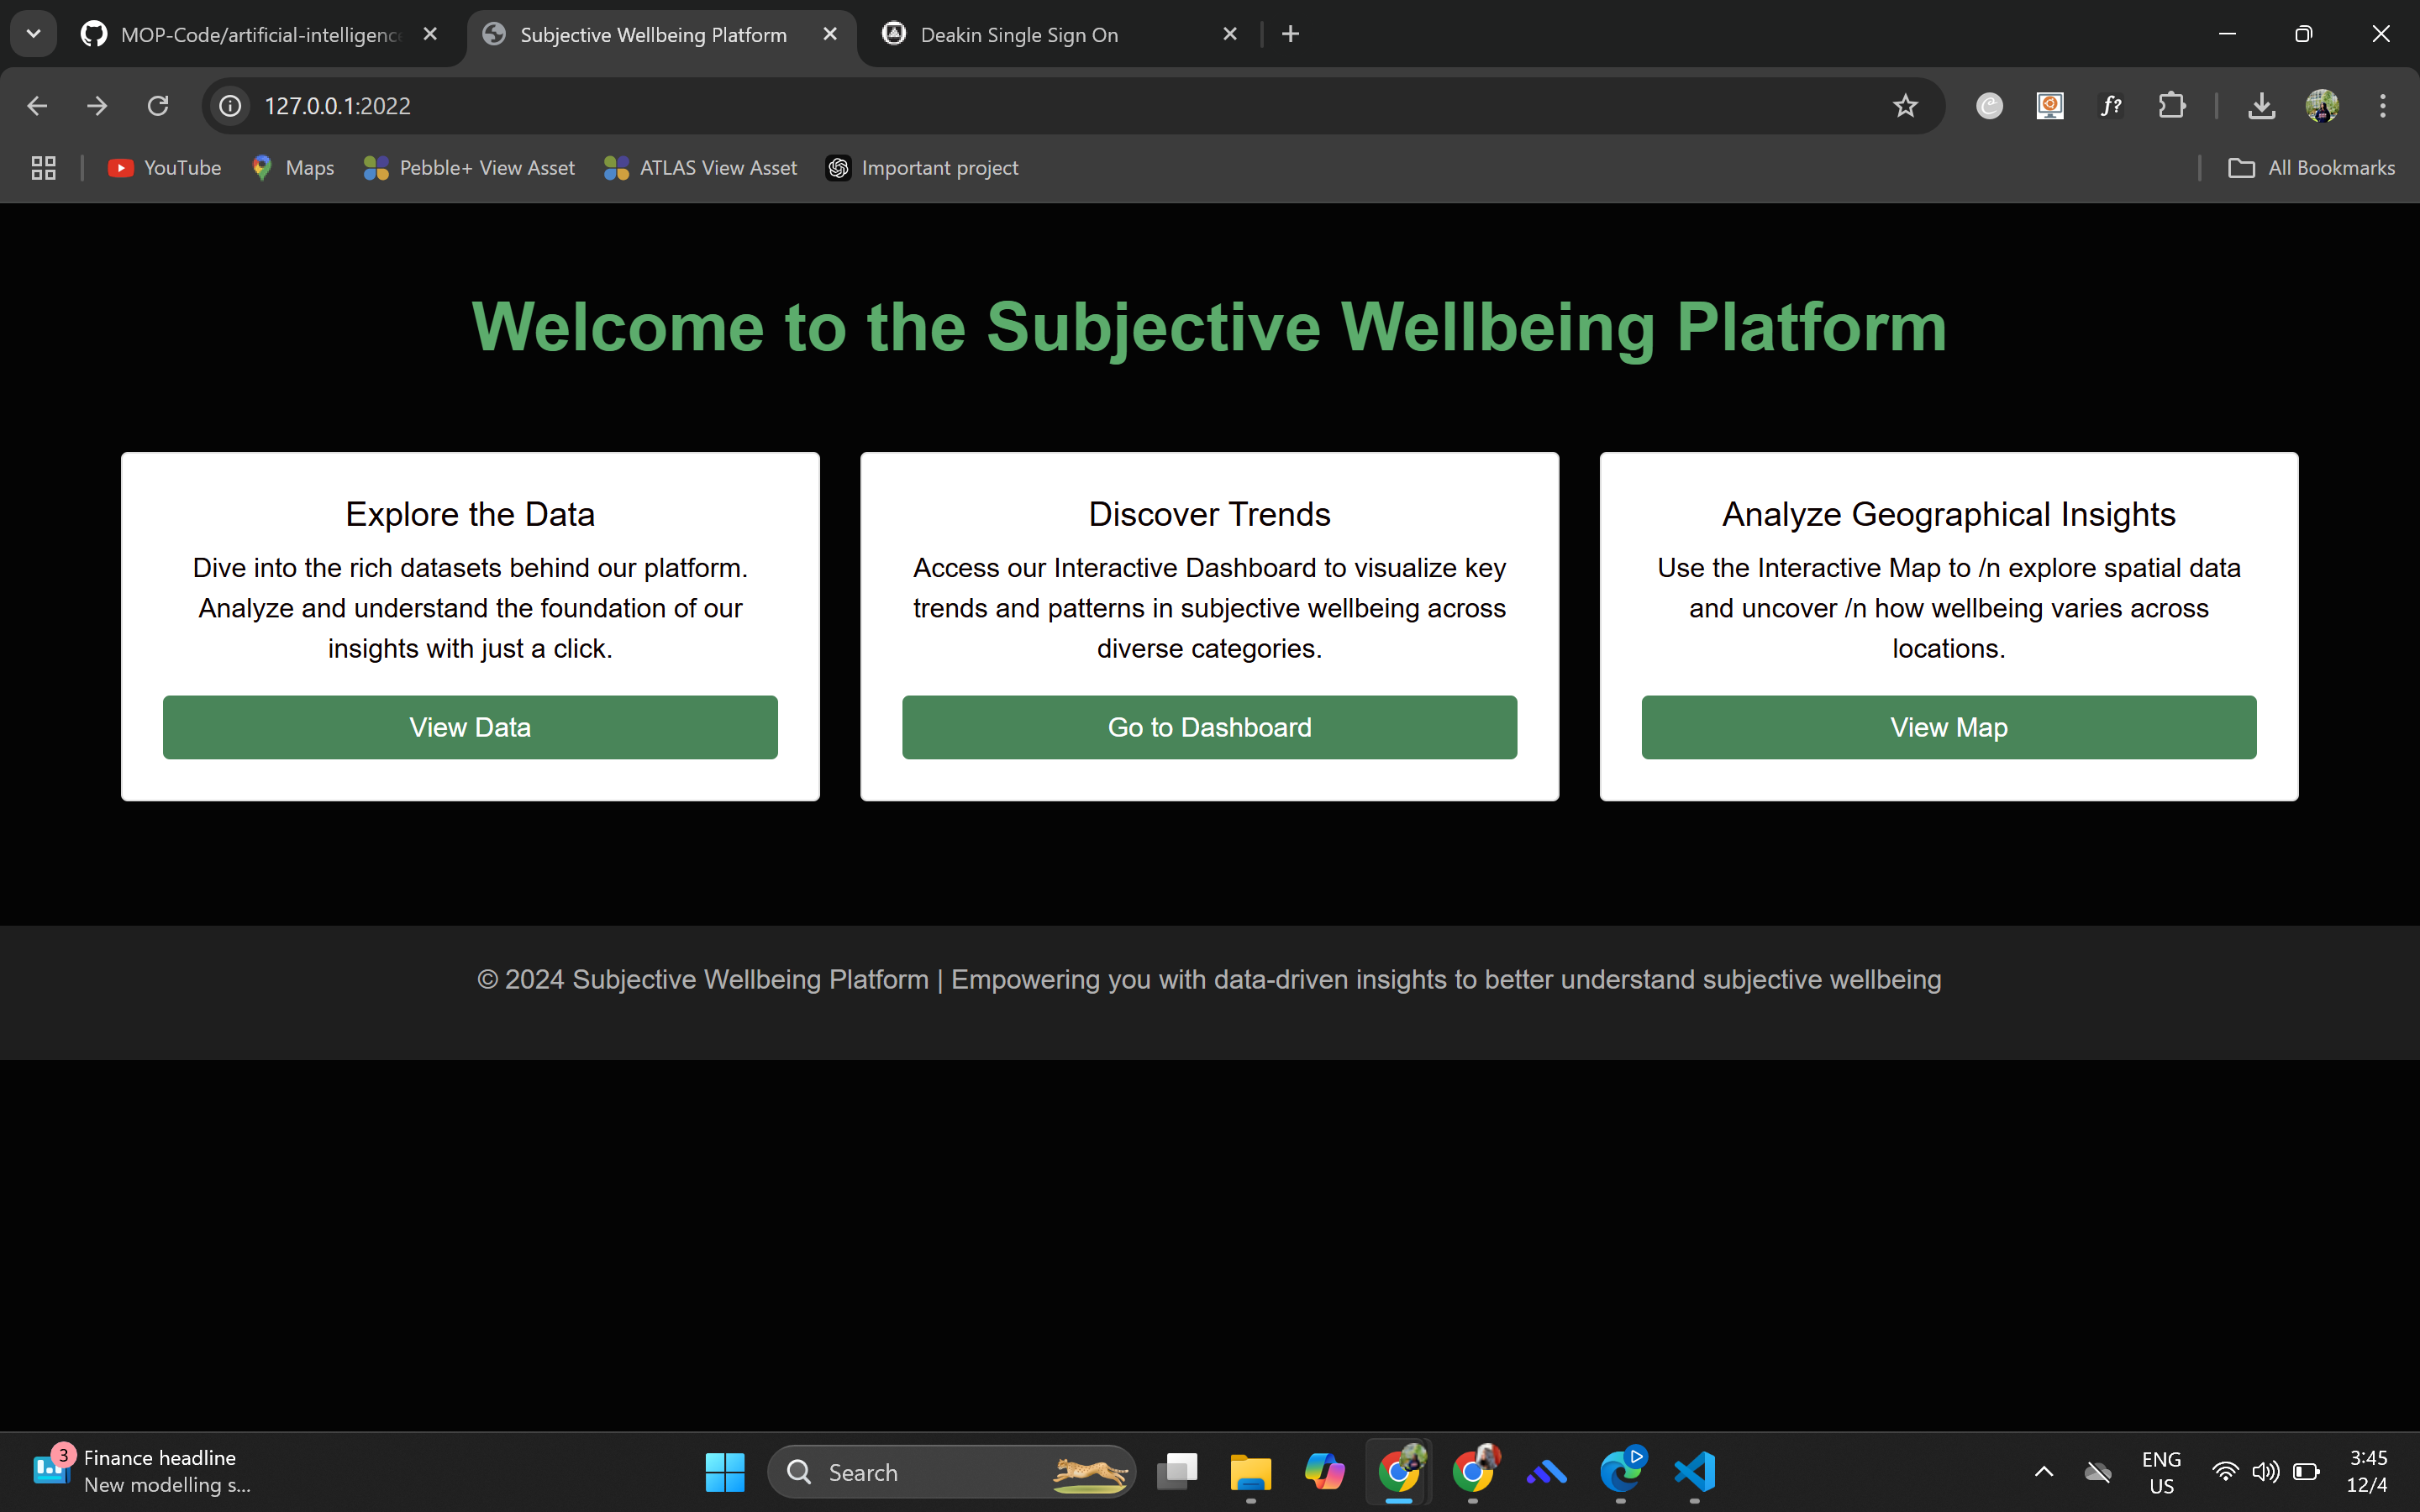 MOP-Code/artificial-intelligence
Subjective Wellbeing Platform
Deakin Single Sign On
127.0.0.1:2022
f?
YouTube
Maps
Pebble+ View Asset
ATLAS View Asset
Important project
All Bookmarks
Welcome to the Subjective Wellbeing Platform
Explore the Data
Dive into the rich datasets behind our platform.
Analyze and understand the foundation of our
insights with just a click.
View Data
Discover Trends
Access our Interactive Dashboard to visualize key
trends and patterns in subjective wellbeing across
diverse categories.
Go to Dashboard
Analyze Geographical Insights
Use the Interactive Map to /n explore spatial data
and uncover /n how wellbeing varies across
locations.
View Map
© 2024 Subjective Wellbeing Platform | Empowering you with data-driven insights to better understand subjective wellbeing
3
Finance headline
New modelling s...
Search
ENG
US
3:45
12/4